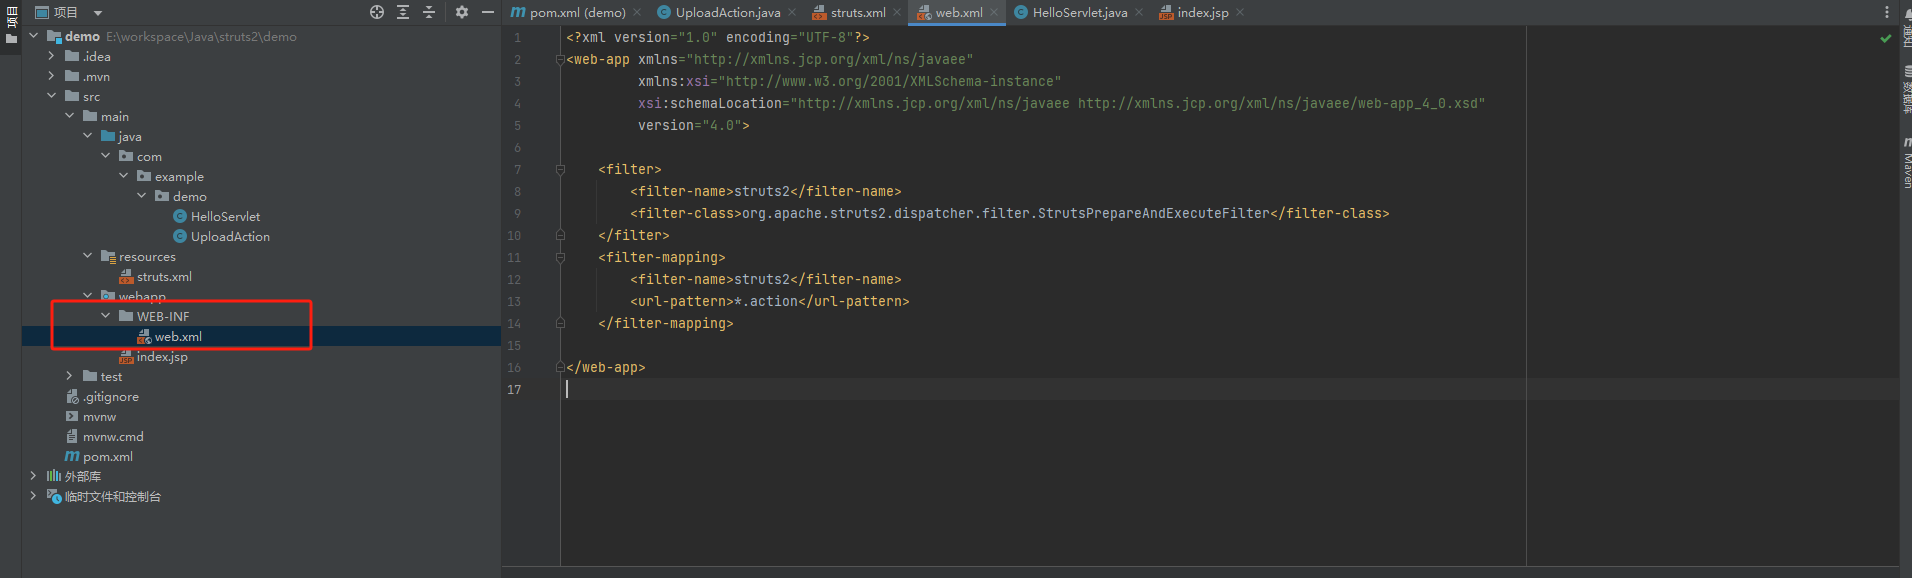 项目
项目
demo E:\workspace\Java\struts2\demo
.idea
.mvn
src
main
java
com
example
demo
HelloServlet
UploadAction
resources
struts.xml
webapp
WEB-INF
web.xml
index.jsp
test
.gitignore
mvnw
mvnw.cmd
pom.xml
外部库
临时文件和控制台
pom.xml (demo)
UploadAction.java
struts.xml
web.xml
HelloServlet.java
index.jsp
1 <?xml version="1.0" encoding="UTF-8"?>
2 <web-app xmlns="http://xmlns.jcp.org/xml/ns/javaee"
3 xmlns:xsi="http://www.w3.org/2001/XMLSchema-instance"
4 xsi:schemaLocation="http://xmlns.jcp.org/xml/ns/javaee http://xmlns.jcp.org/xml/ns/javaee/web-app_4_0.xsd"
5 version="4.0">
6
7 <filter>
8 <filter-name>struts2</filter-name>
9 <filter-class>org.apache.struts2.dispatcher.filter.StrutsPrepareAndExecuteFilter</filter-class>
10 </filter>
11 <filter-mapping>
12 <filter-name>struts2</filter-name>
13 <url-pattern>*.action</url-pattern>
14 </filter-mapping>
15
16 </web-app>
17
通知
数据库
Maven